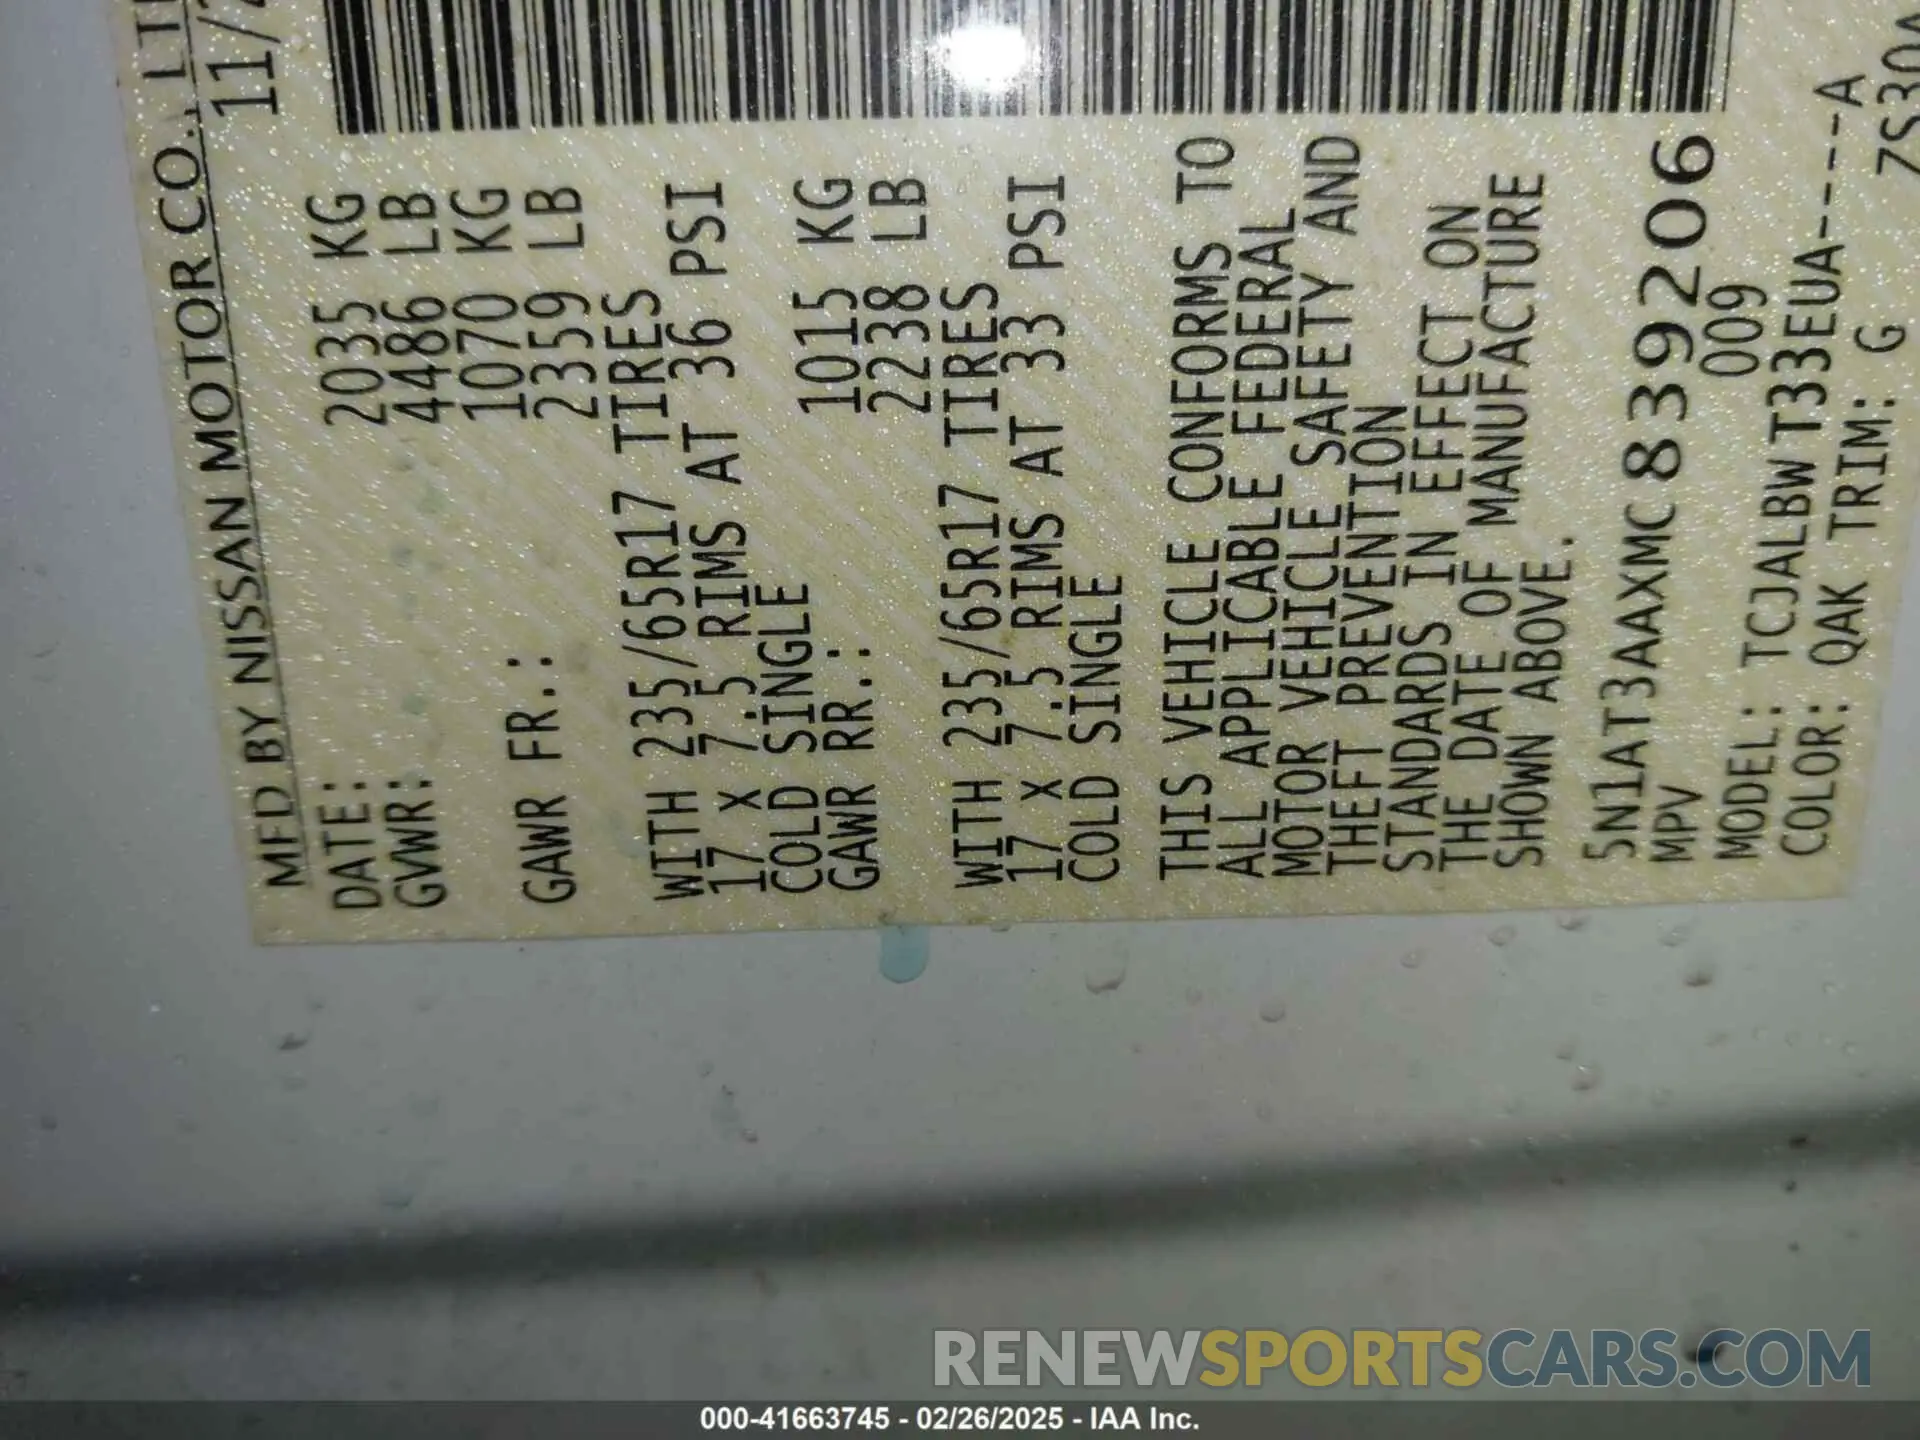 MFD BY NISSAN MOTOR CO., LTD
DATE: 11/2
GVWR: 2035 KG
4486 LB
GAWR FR.: 1070 KG
2359 LB
WITH 235/65R17 TIRES
17 X 7.5 RIMS AT 36 PSI
COLD SINGLE
GAWR RR.: 1015 KG
2238 LB
WITH 235/65R17 TIRES
17 X 7.5 RIMS AT 33 PSI
COLD SINGLE
THIS VEHICLE CONFORMS TO
ALL APPLICABLE FEDERAL
MOTOR VEHICLE SAFETY AND
THEFT PREVENTION
STANDARDS IN EFFECT ON
THE DATE OF MANUFACTURE
SHOWN ABOVE.
5N1AT3AAXMC839206
MPV 009
MODEL: TCJALBWT33EUA----A
COLOR: QAK TRIM: G ZS30A
RENEWSPORTSCARS.COM
000-41663745 - 02/26/2025 - IAA Inc.